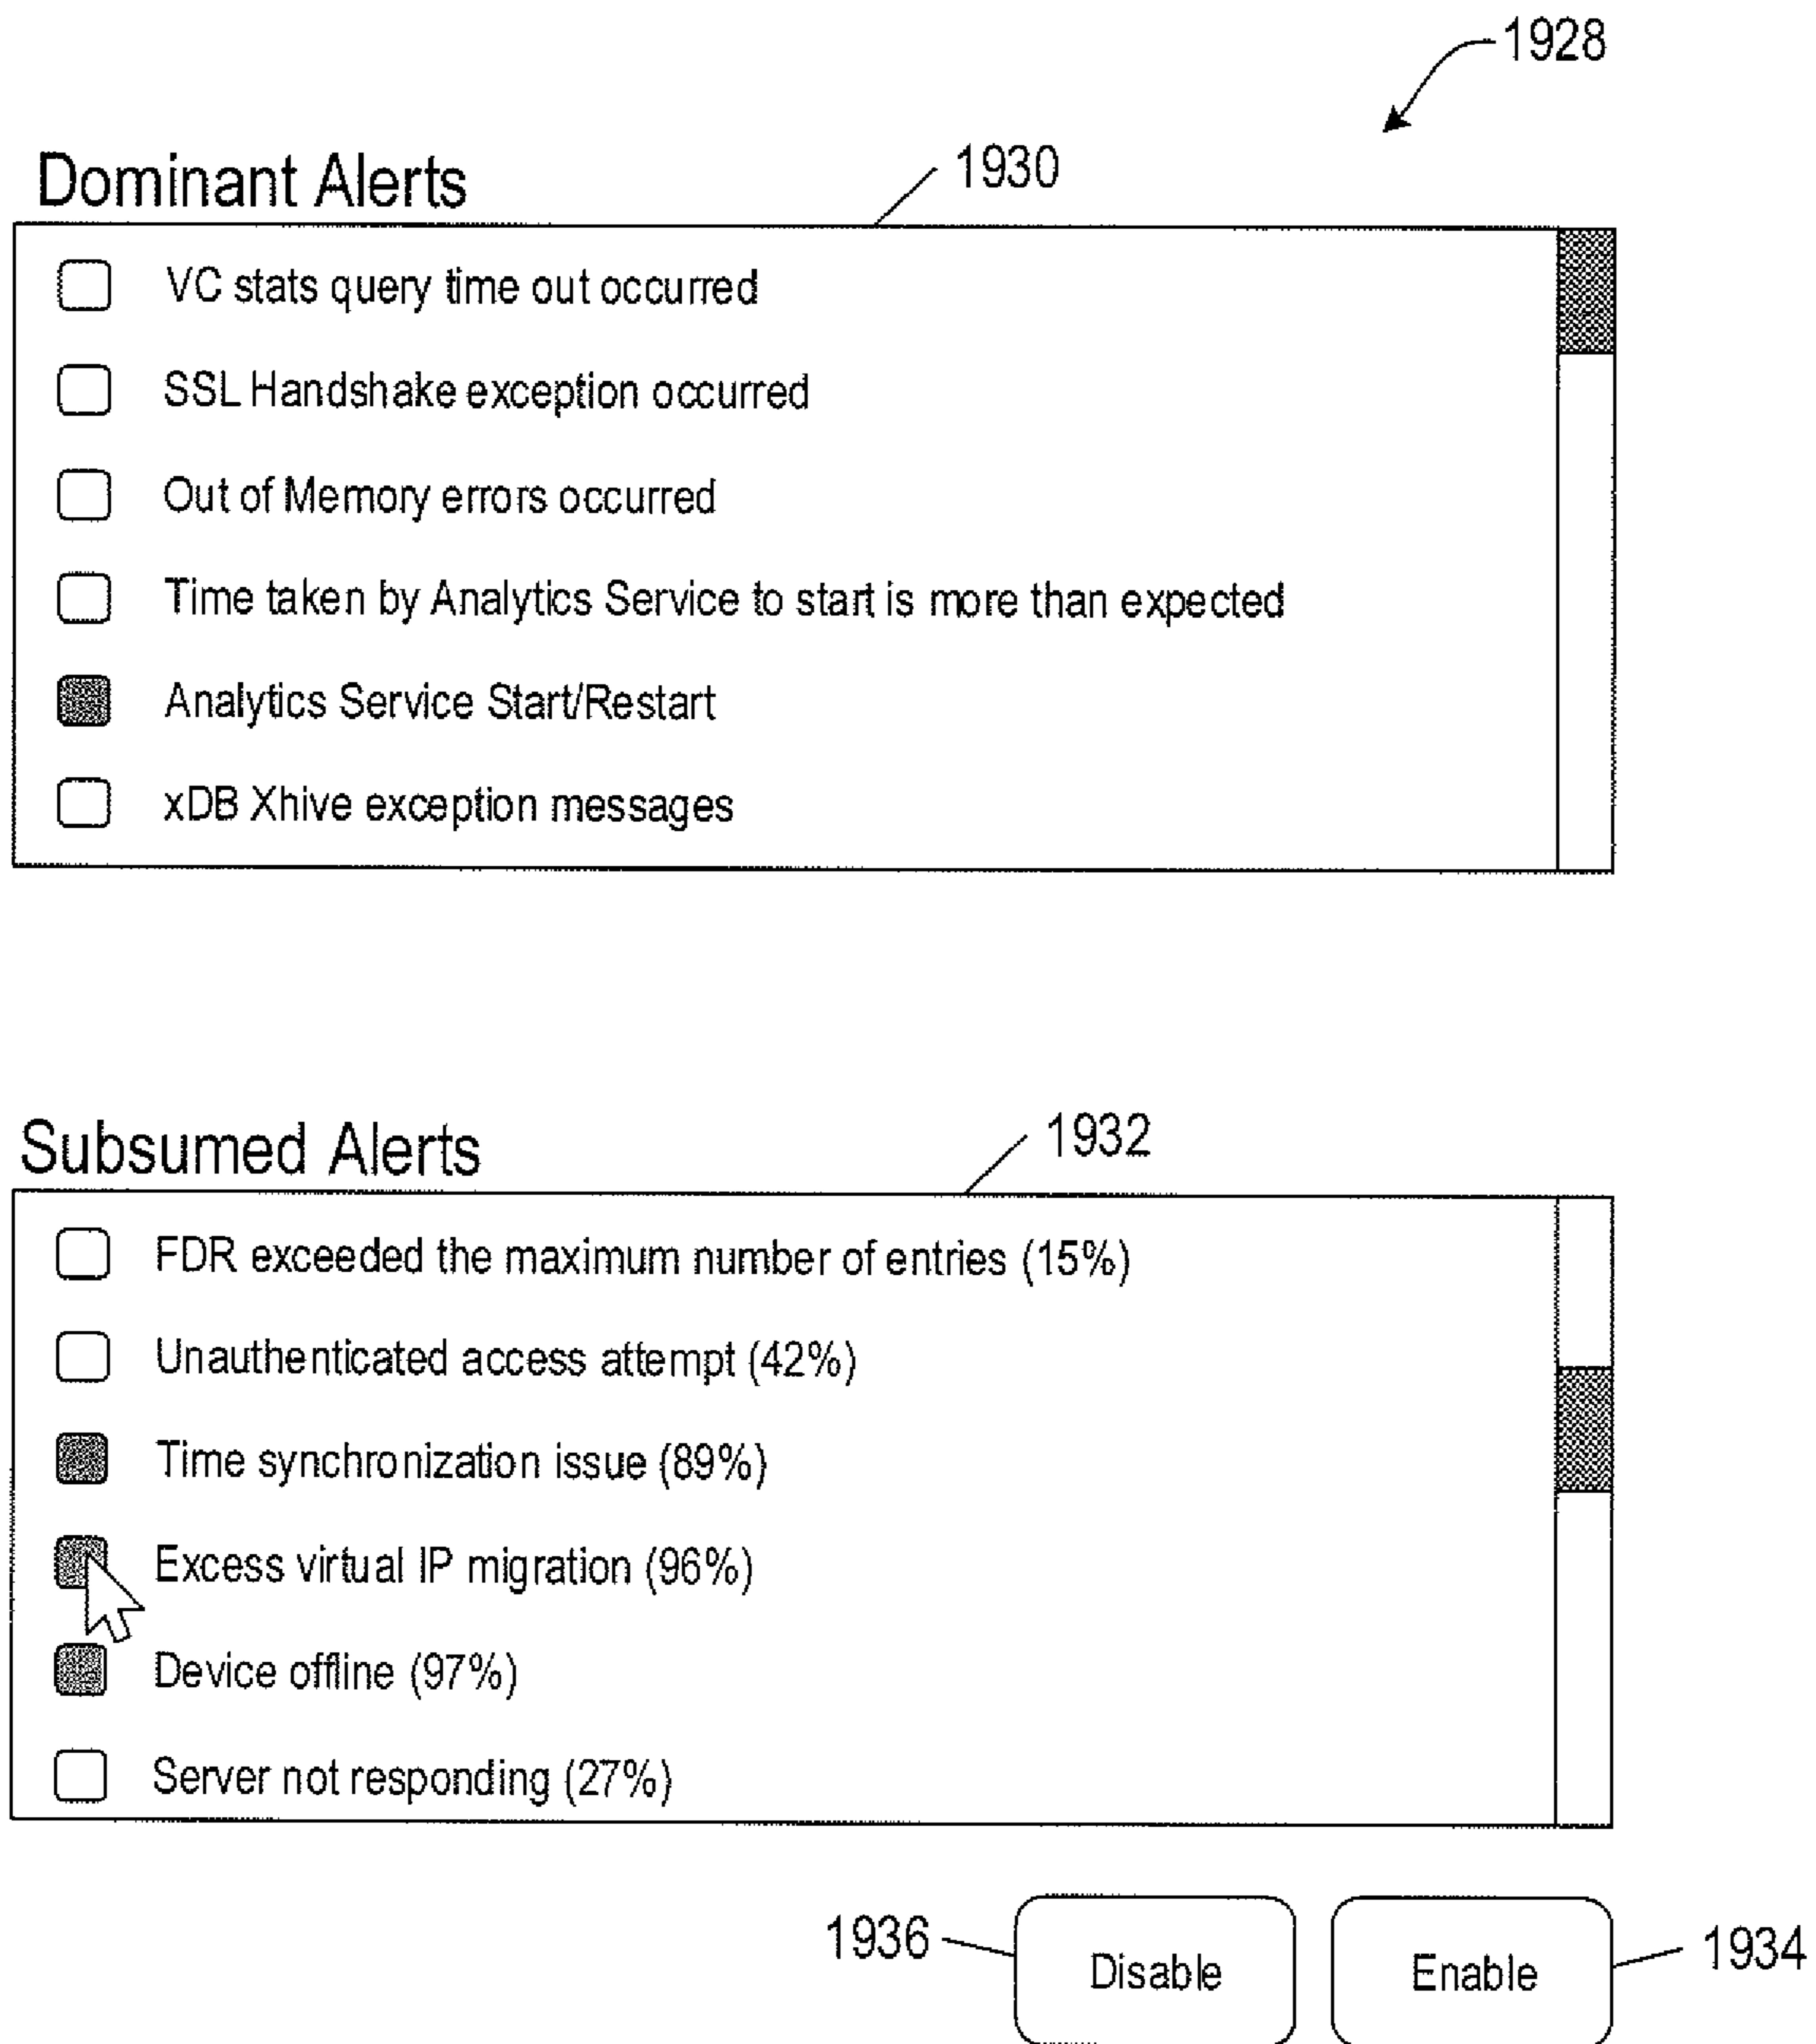 1928
Dominant Alerts
1930
VC stats query time out occurred
SSL Handshake exception occurred
Out of Memory errors occurred
Time taken by Analytics Service to start is more than expected
Analytics Service Start/Restart
xDB Xhive exception messages
Subsumed Alerts
1932
FDR exceeded the maximum number of entries (15%)
Unauthenticated access attempt (42%)
Time synchronization issue (89%)
Excess virtual IP migration (96%)
Device offline (97%)
Server not responding (27%)
1936
Disable
Enable
1934